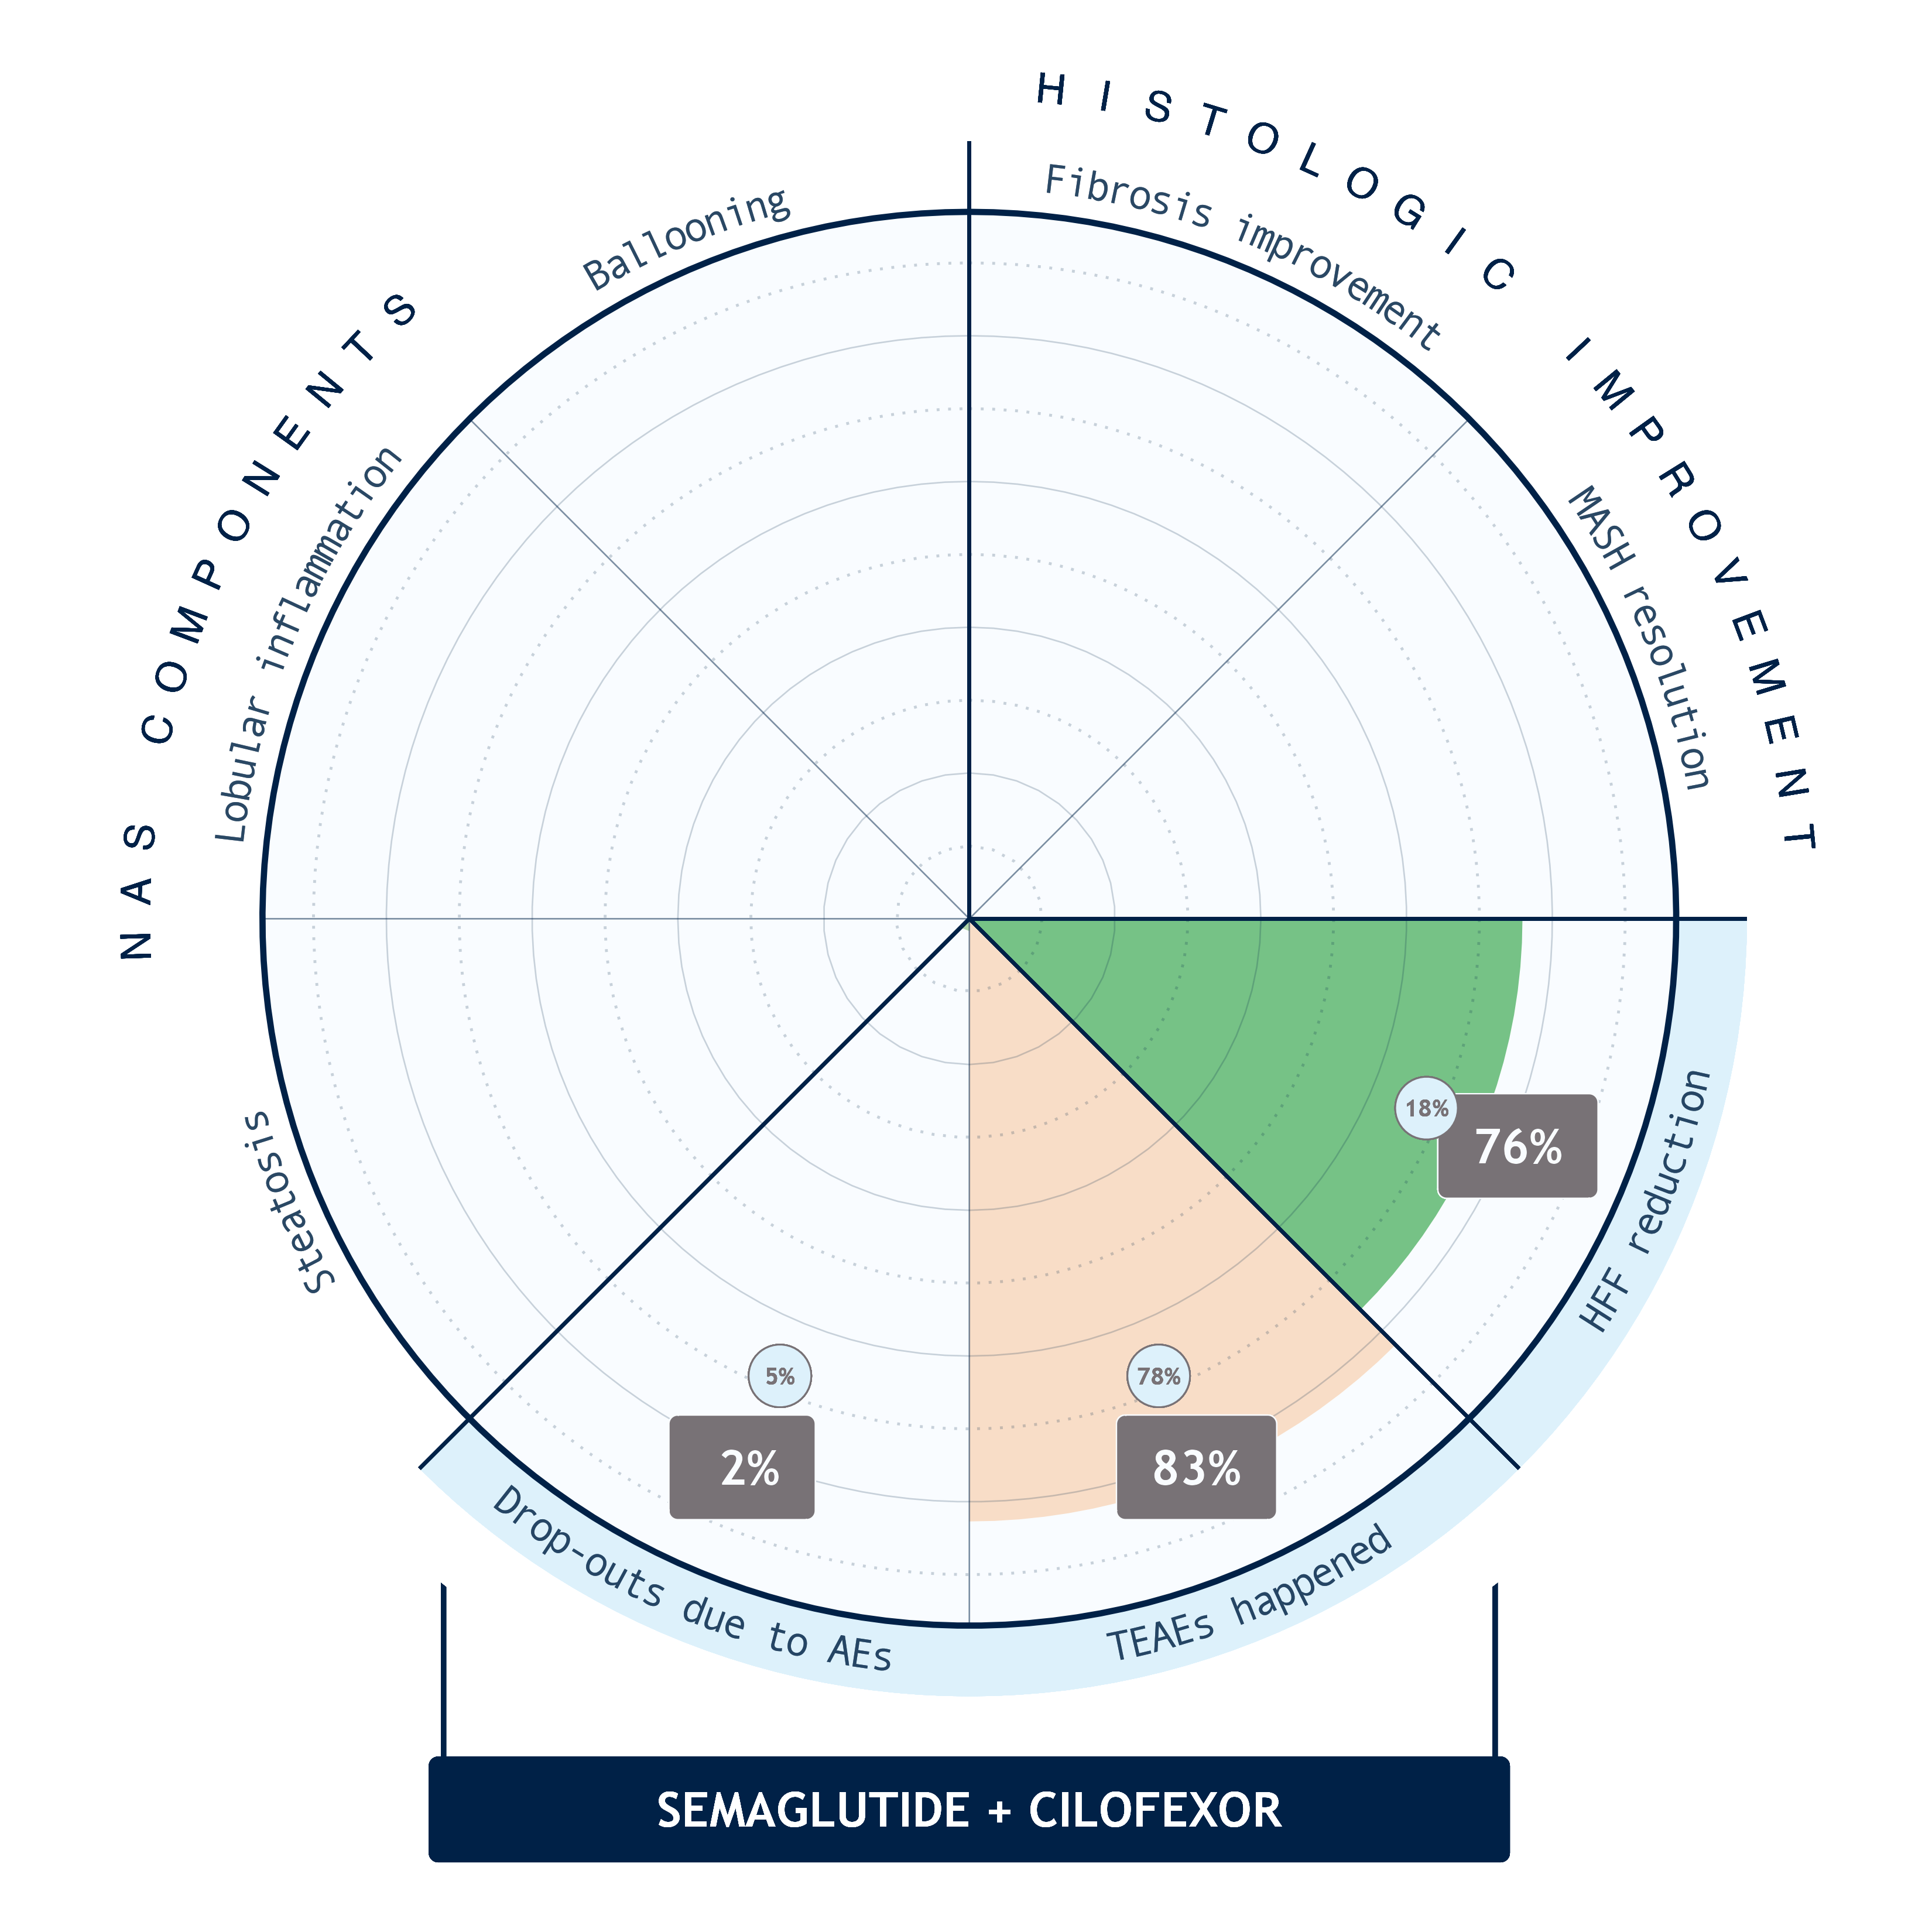 HISTOLOGIC IMPROVEMENT
Fibrosis improvement
MASH resolution
NAS COMPONENTS
Ballooning
Lobular inflammation
Steatosis
HFF reduction
18%
76%
TEAEs happened
78%
83%
Drop-outs due to AEs
5%
2%
SEMAGLUTIDE + CILOFEXOR